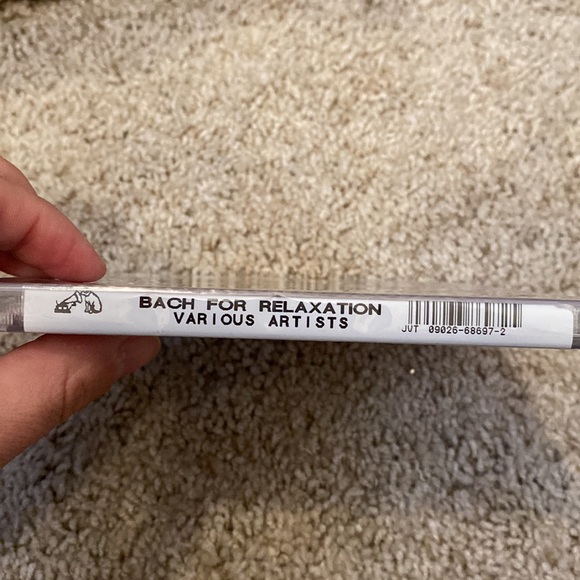 BACH FOR RELAXATION
VARIOUS ARTISTS
JVT 09026-68697-2